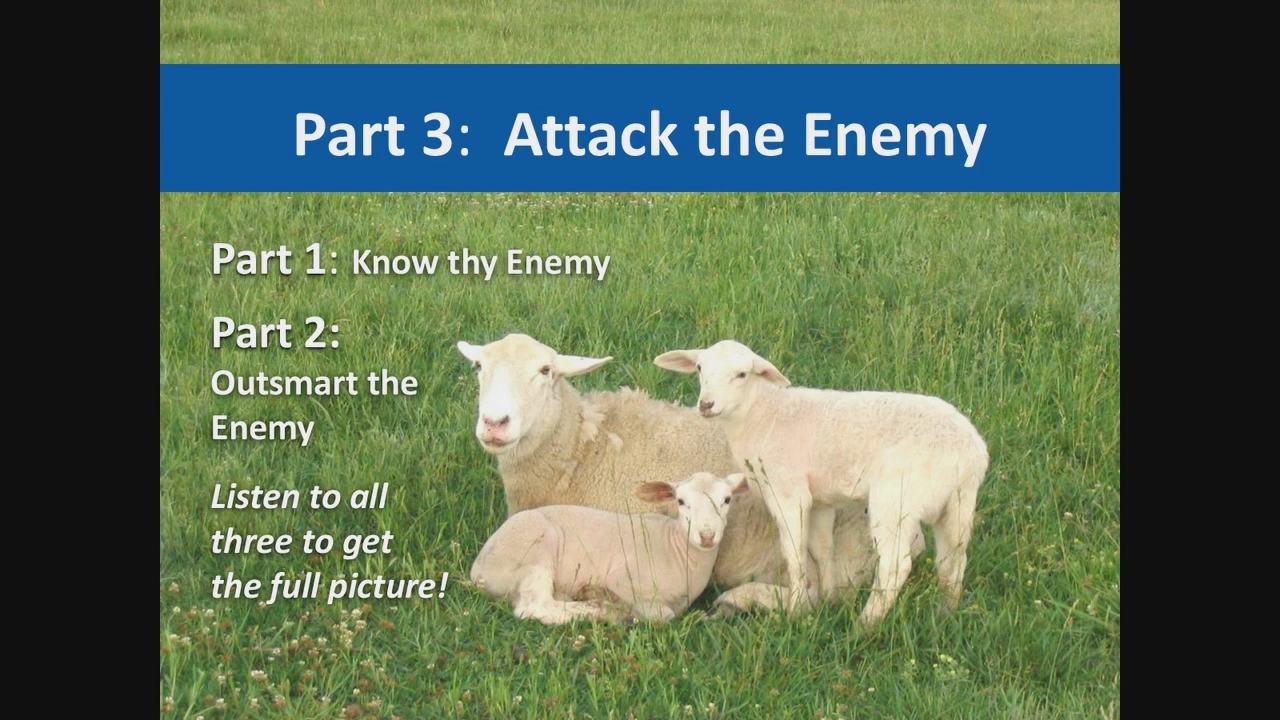 Part 3:  Attack the Enemy
Part 1: Know thy Enemy
Part 2:
Outsmart the
Enemy
Listen to all
three to get
the full picture!